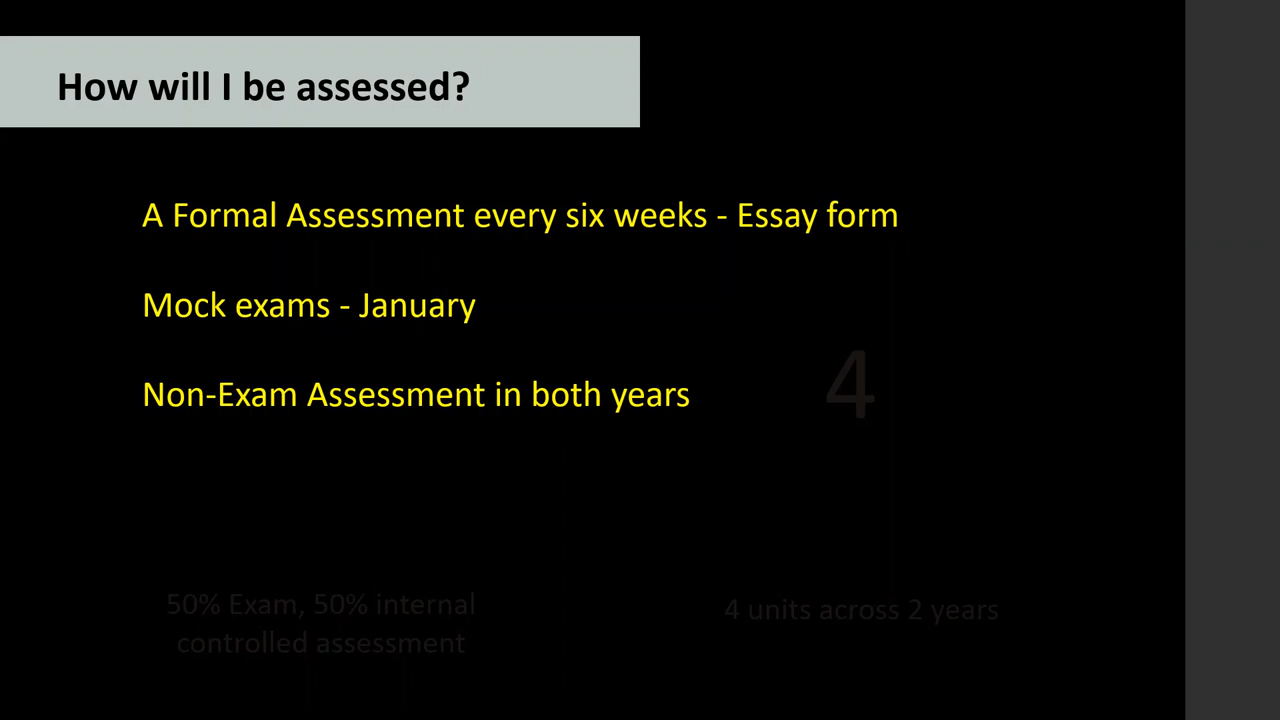 How will I be assessed?
A Formal Assessment every six weeks - Essay form
Mock exams - January
Non-Exam Assessment in both years
4
50% Exam, 50% internal
controlled assessment
4 units across 2 years